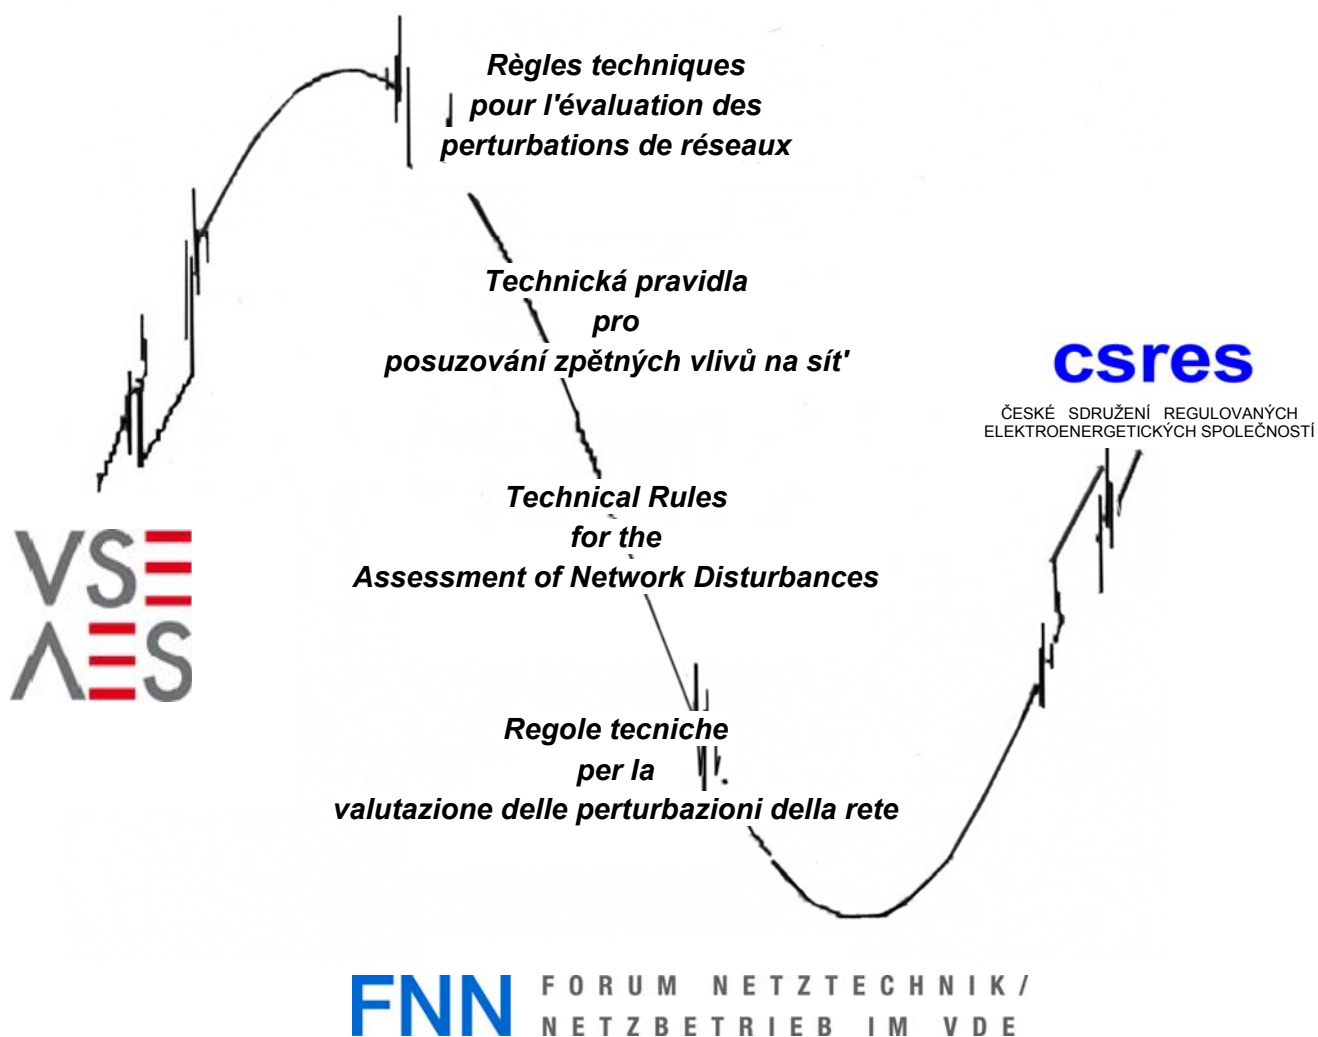 Règles techniques
pour l'évaluation des
perturbations de réseaux
Technická pravidla
pro
posuzování zpětných vlivů na sít'
csres
ČESKÉ SDRUŽENÍ REGULOVANÝCH
ELEKTROENERGETICKÝCH SPOLEČNOSTÍ
Technical Rules
for the
Assessment of Network Disturbances
VSE
AES
Regole tecniche
per la
valutazione delle perturbazioni della rete
FNN FORUM NETZTECHNIK/
NETZBETRIEB IM VDE